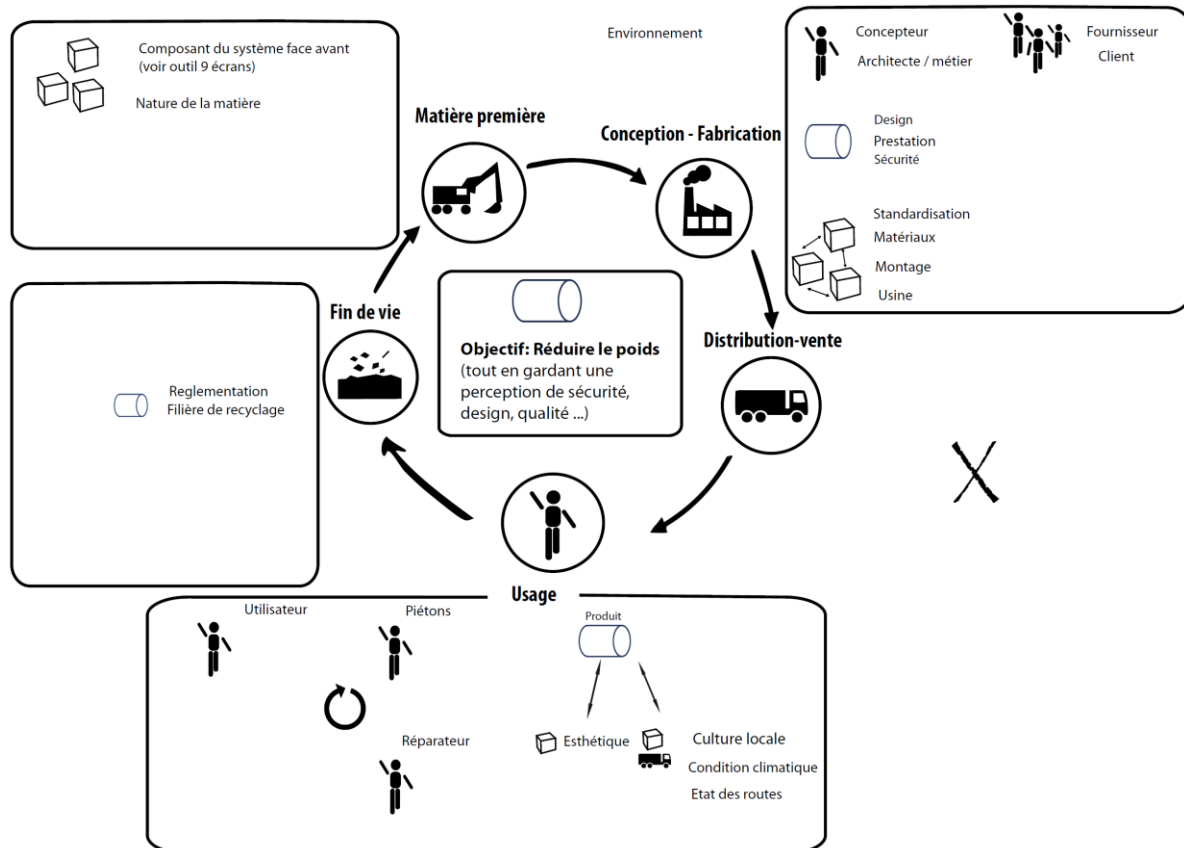 Composant du système face avant
(voir outil 9 écrans)
Nature de la matière
Environnement
Concepteur
Architecte / métier
Fournisseur
Client
Design
Prestation
Sécurité
Standardisation
Matériaux
Montage
Usine
Matière première
Conception - Fabrication
Fin de vie
Objectif: Réduire le poids
(tout en gardant une
perception de sécurité,
design, qualité ...)
Distribution-vente
Reglementation
Filière de recyclage
Usage
Utilisateur
Piétons
Produit
Réparateur
Esthétique
Culture locale
Condition climatique
Etat des routes